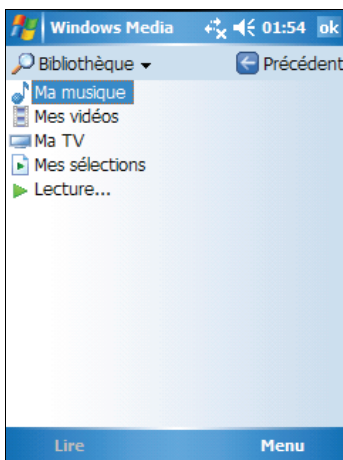 Windows Media 01:54 ok
Bibliothèque Précédent
Ma musique
Mes vidéos
Ma TV
Mes sélections
Lecture...
Lire Menu